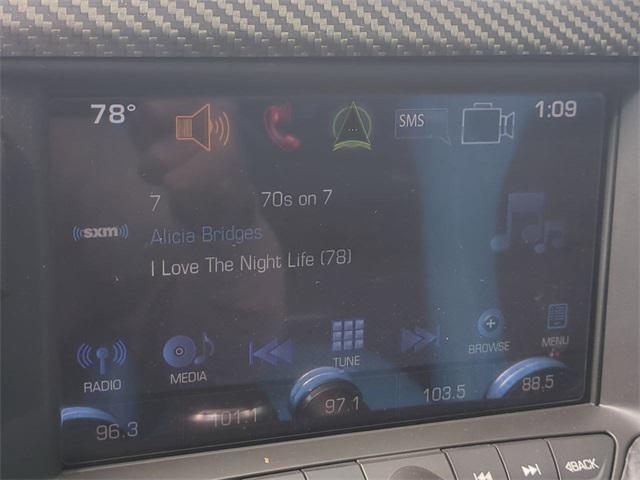 78° SMS 1:09
7 70s on 7
((sxm)) Alicia Bridges
I Love The Night Life (78)
RADIO MEDIA TUNE BROWSE MENU
96.3 101.1 97.1 103.5 88.5
BACK